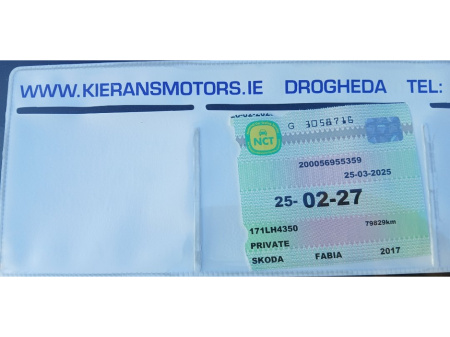 WWW.KIERANSMOTORS.IE DROGHEDA TEL:
G 3058716
NCT
200056955359
25-03-2025
25-02-27
171LH4350 79829km
PRIVATE
SKODA FABIA 2017